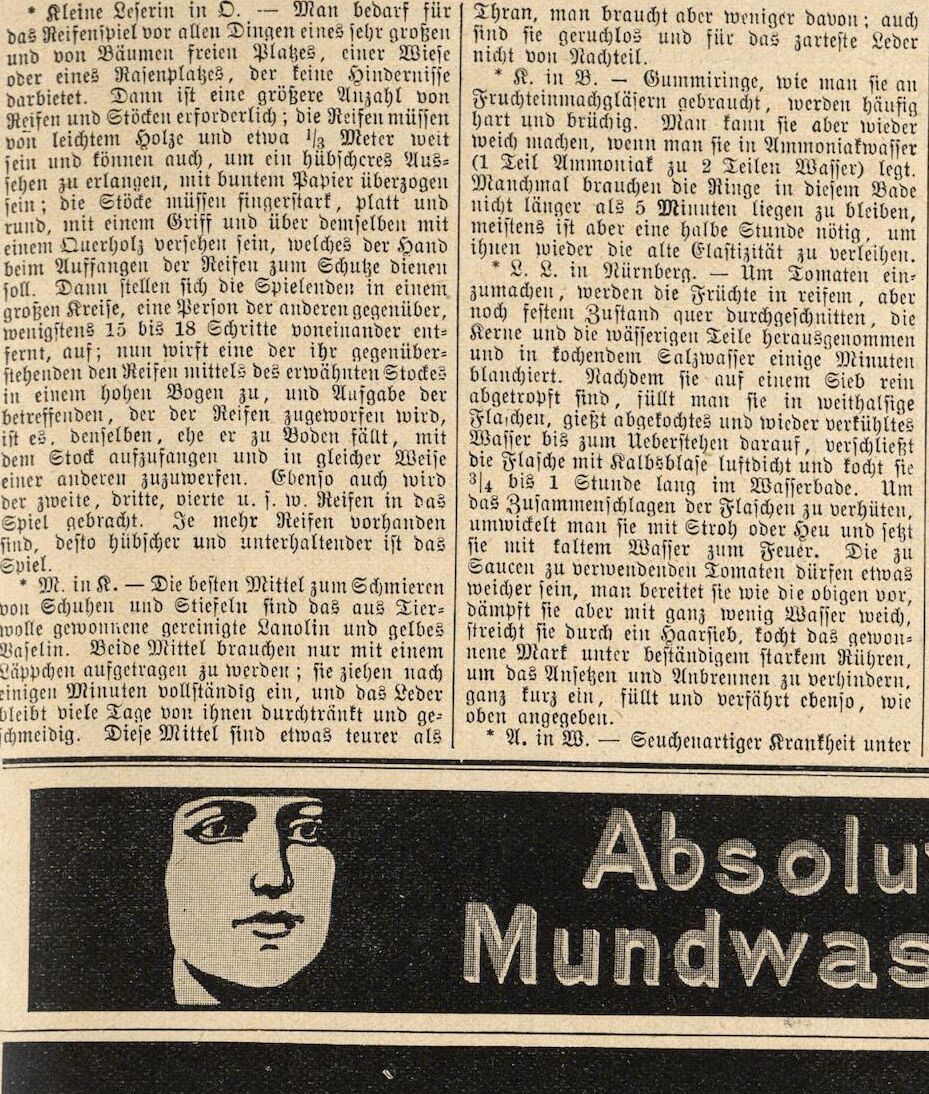 * Kleine Leserin in O. — Man bedarf für
das Reifenspiel vor allen Dingen eines sehr großen
und von Bäumen freien Platzes, einer Wiese
oder eines Rasenplatzes, der keine Hindernisse
darbietet. Dann ist eine größere Anzahl von
Reifen und Stöcken erforderlich; die Reifen müssen
von leichtem Holze und etwa 1/3 Meter weit
sein und können auch, um ein hübscheres Aus-
sehen zu erlangen, mit buntem Papier überzogen
sein; die Stöcke müssen fingerstark, platt und
rund, mit einem Griff und über demselben mit
einem Querholz versehen sein, welches der Hand
beim Auffangen der Reifen zum Schutze dienen
soll. Dann stellen sich die Spielenden in einem
großen Kreise, eine Person der anderen gegenüber,
wenigstens 15 bis 18 Schritte voneinander ent-
fernt, auf; nun wirft eine der ihr gegenüber-
stehenden den Reifen mittels des erwähnten Stockes
in einem hohen Bogen zu, und Aufgabe der
betreffenden, der der Reifen zugeworfen wird,
ist es, denselben, ehe er zu Boden fällt, mit
dem Stock aufzufangen und in gleicher Weise
einer anderen zuzuwerfen. Ebenso auch wird
der zweite, dritte, vierte u. s. w. Reifen in das
Spiel gebracht. Je mehr Reifen vorhanden
sind, desto hübscher und unterhaltender ist das
Spiel.
* M. in K. — Die besten Mittel zum Schmieren
von Schuhen und Stiefeln sind das aus Tier-
wolle gewonnene gereinigte Lanolin und gelbes
Vaselin. Beide Mittel brauchen nur mit einem
Läppchen aufgetragen zu werden; sie ziehen nach
einigen Minuten vollständig ein, und das Leder
bleibt viele Tage von ihnen durchtränkt und ge-
schmeidig. Diese Mittel sind etwas teurer als
Thran, man braucht aber weniger davon; auch
sind sie geruchlos und für das zarteste Leder
nicht von Nachteil.
* K. in B. — Gummiringe, wie man sie an
Fruchteinmachgläsern gebraucht, werden häufig
hart und brüchig. Man kann sie aber wieder
weich machen, wenn man sie in Ammoniakwasser
(1 Teil Ammoniak zu 2 Teilen Wasser) legt.
Manchmal brauchen die Ringe in diesem Bade
nicht länger als 5 Minuten liegen zu bleiben,
meistens ist aber eine halbe Stunde nötig, um
ihnen wieder die alte Elastizität zu verleihen.
* L. L. in Nürnberg. — Um Tomaten ein-
zumachen, werden die Früchte in reifem, aber
noch festem Zustand quer durchgeschnitten, die
Kerne und die wässerigen Teile herausgenommen
und in kochendem Salzwasser einige Minuten
blanchiert. Nachdem sie auf einem Sieb rein
abgetropft sind, füllt man sie in weithalsige
Flaschen, gießt abgekochtes und wieder verkühltes
Wasser bis zum Ueberstehen darauf, verschließt
die Flasche mit Kalbsblase luftdicht und kocht sie
3/4 bis 1 Stunde lang im Wasserbade. Um
das Zusammenschlagen der Flaschen zu verhüten,
umwickelt man sie mit Stroh oder Heu und setzt
sie mit kaltem Wasser zum Feuer. Die zu
Saucen zu verwendenden Tomaten dürfen etwas
weicher sein, man bereitet sie wie die obigen vor,
dämpft sie aber mit ganz wenig Wasser weich,
streicht sie durch ein Haarsieb, kocht das gewon-
nene Mark unter beständigem starkem Rühren,
um das Ansetzen und Anbrennen zu verhindern,
ganz kurz ein, füllt und verfährt ebenso, wie
oben angegeben.
* A. in W. — Seuchenartiger Krankheit unter
Absolu
Mundwas